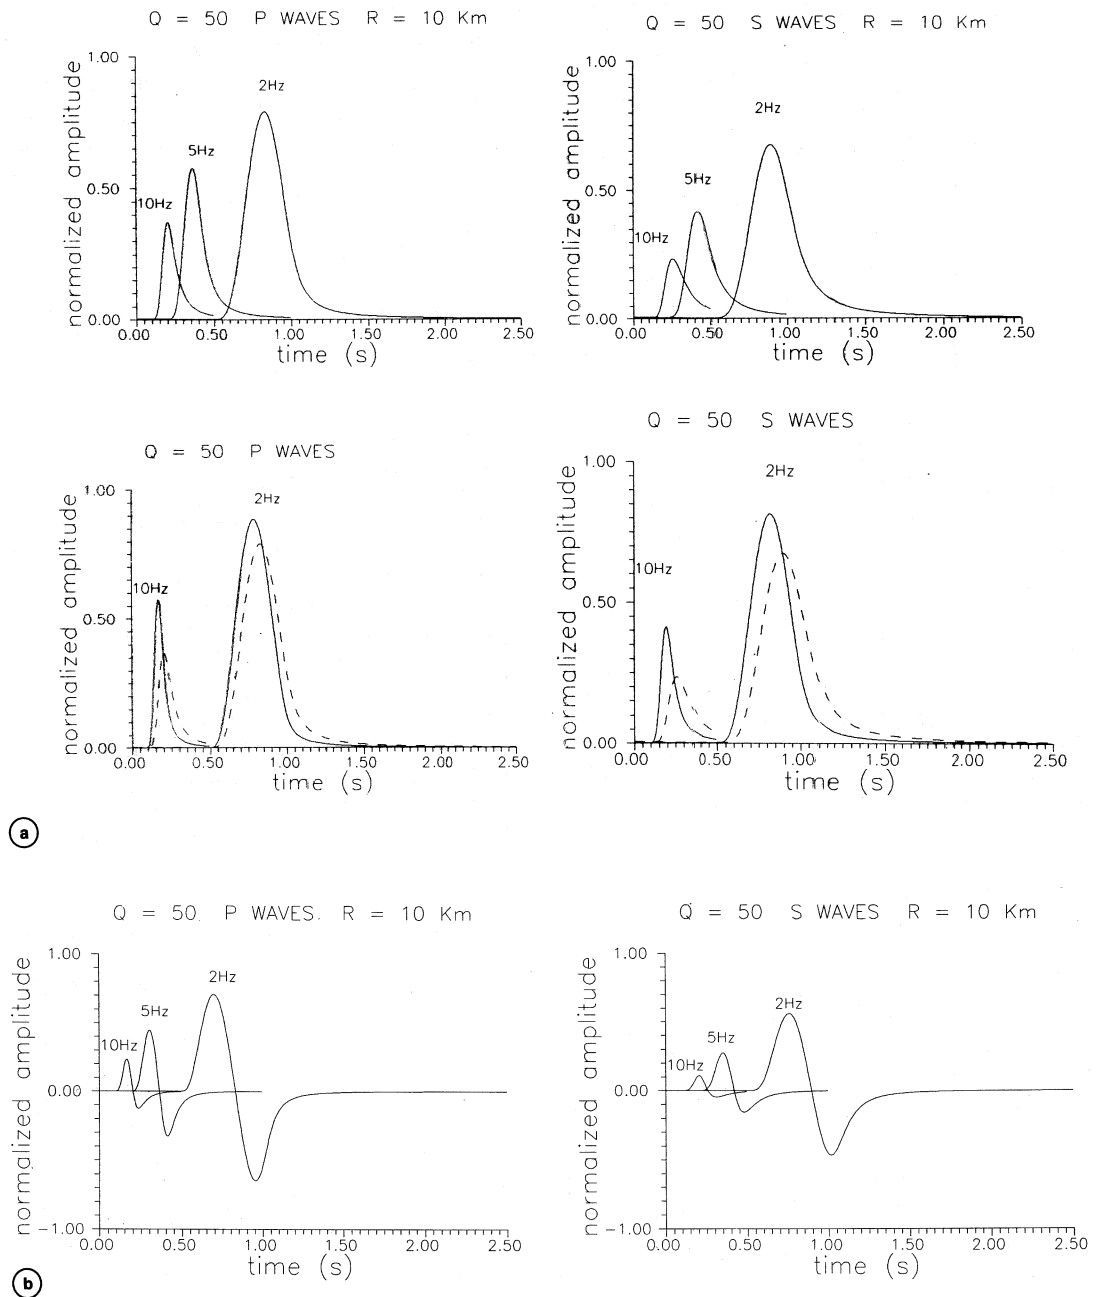 Q = 50 P WAVES R = 10 Km
normalized amplitude
1.00
0.50
0.00
10Hz
5Hz
2Hz
0.00 0.50 1.00 1.50 2.00 2.50
time (s)
Q = 50 S WAVES R = 10 Km
normalized amplitude
1.00
0.50
0.00
10Hz
5Hz
2Hz
0.00 0.50 1.00 1.50 2.00 2.50
time (s)
Q = 50 P WAVES
normalized amplitude
1.00
0.50
0.00
10Hz
2Hz
0.00 0.50 1.00 1.50 2.00 2.50
time (s)
Q = 50 S WAVES
normalized amplitude
1.00
0.50
0.00
10Hz
2Hz
0.00 0.50 1.00 1.50 2.00 2.50
time (s)
a
Q = 50. P WAVES. R = 10 Km
normalized amplitude
1.00
0.00
-1.00
10Hz
5Hz
2Hz
0.00 0.50 1.00 1.50 2.00 2.50
time (s)
Q = 50 S WAVES R = 10 Km
normalized amplitude
1.00
0.00
-1.00
10Hz
5Hz
2Hz
0.00 0.50 1.00 1.50 2.00 2.50
time (s)
b